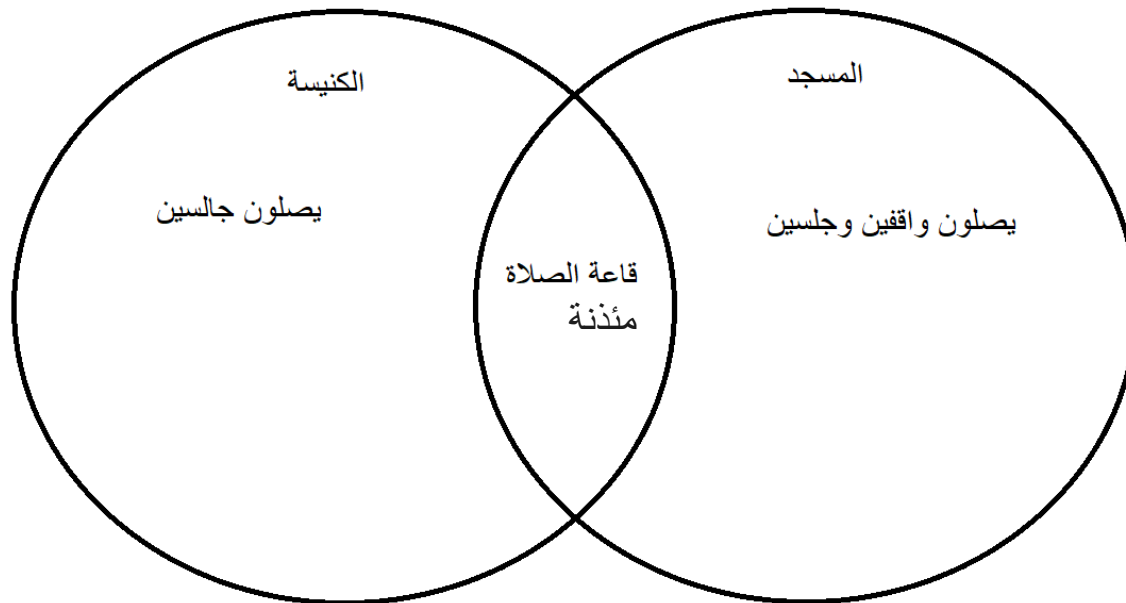 المسجد
الكنيسة
يصلون واقفين وجلسين
يصلون جالسين
قاعة الصلاة
مئذنة